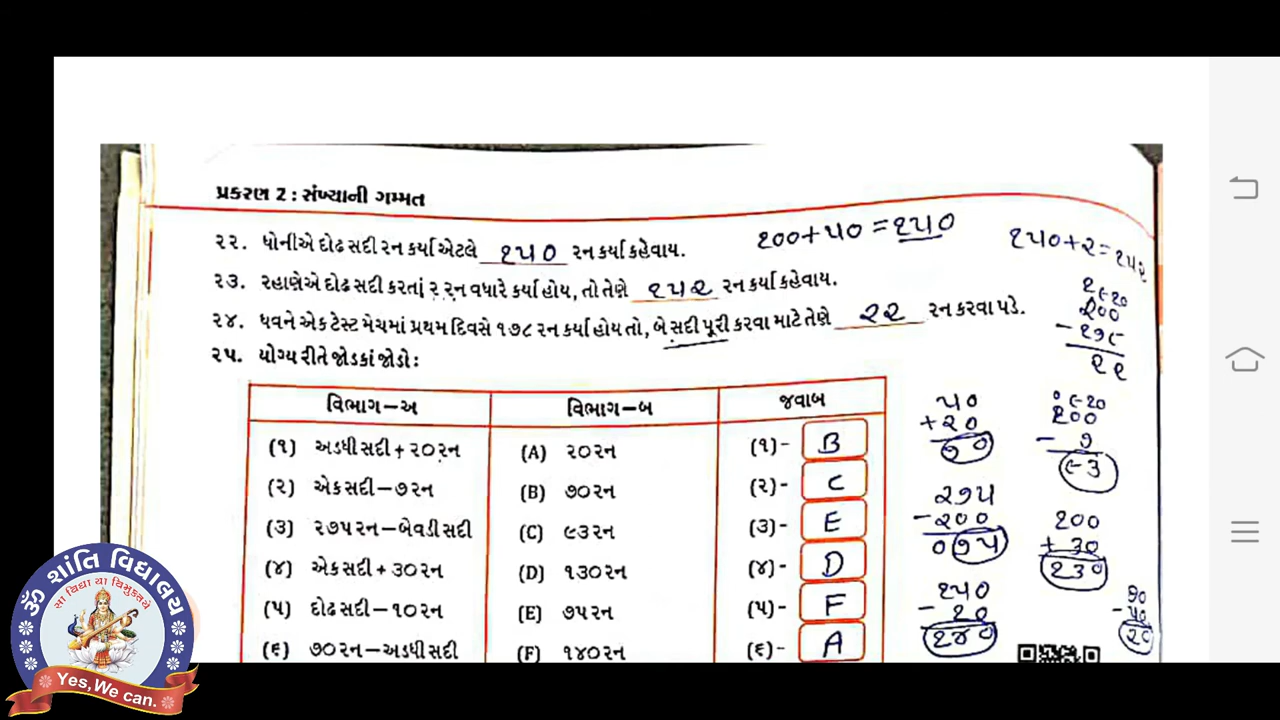 પ્રકરણ 2 : સંખ્યાની ગમ્મત
૨૨. ધોનીએ દોઢ સદી રન કર્યા એટલે ૧૫૦ રન કર્યા કહેવાય.
૧૦૦+૫૦=૧૫૦
૧૫૦+૨=૧૫૨
૨૩. રહાણેએ દોઢ સદી કરતાં ૨ રન વધારે કર્યા હોય, તો તેણે ૧૫૨ રન કર્યા કહેવાય.
૨૪. ધવને એક ટેસ્ટ મેચમાં પ્રથમ દિવસે ૧૭૮ રન કર્યા હોય તો, બે સદી પૂરી કરવા માટે તેણે ૨૨ રન કરવા પડે.
૨૦૦
- ૧૭૮
૨૨
૨૫. યોગ્ય રીતે જોડકાં જોડો :
વિભાગ–અ વિભાગ–બ જવાબ
(૧) અડધી સદી + ૨૦ રન (A) ૨૦ રન (૧)- B
(૨) એક સદી – ૭ રન (B) ૭૦ રન (૨)- C
(૩) ૨૭૫ રન – બેવડી સદી (C) ૯૩ રન (૩)- E
(૪) એક સદી + ૩૦ રન (D) ૧૩૦ રન (૪)- D
(૫) દોઢ સદી – ૧૦ રન (E) ૭૫ રન (૫)- F
(૬) ૭૦ રન – અડધી સદી (F) ૧૪૦ રન (૬)- A
૫૦
+ ૨૦
૭૦
૧૦૦
- ૭
૯૩
૨૭૫
- ૨૦૦
૦૭૫
૧૦૦
+ ૩૦
૧૩૦
૧૫૦
- ૧૦
૧૪૦
૭૦
- ૫૦
૨૦
ૐ શાંતિ વિદ્યાલય
સા વિદ્યા યા વિમુક્તયે
Yes, We can.